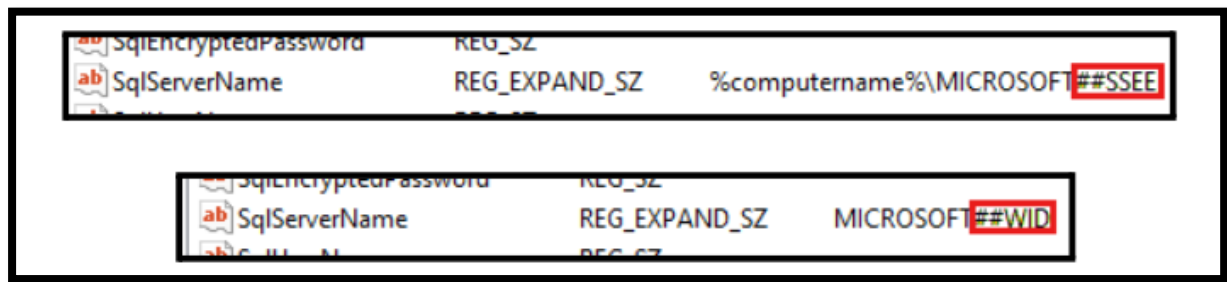 SqlEncryptedPassword REG_SZ
SqlServerName REG_EXPAND_SZ %computername%\MICROSOFT##SSEE
SqlEncryptedPassword REG_SZ
SqlServerName REG_EXPAND_SZ MICROSOFT##WID